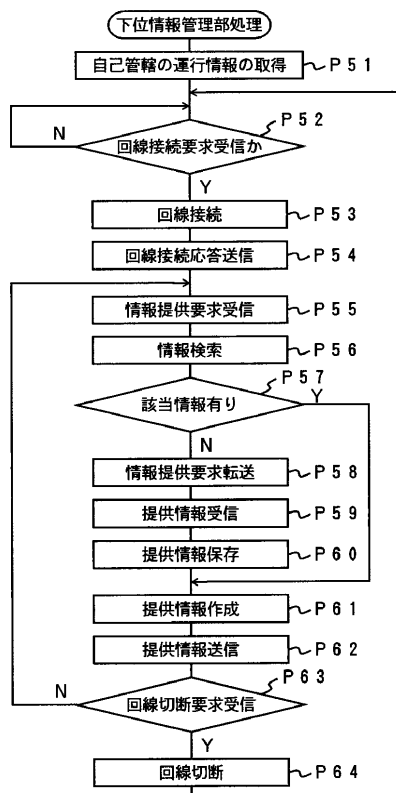 下位情報管理部処理
自己管轄の運行情報の取得 P51
P52
N
回線接続要求受信か
Y
回線接続 P53
回線接続応答送信 P54
情報提供要求受信 P55
情報検索 P56
P57
該当情報有り Y
N
情報提供要求転送 P58
提供情報受信 P59
提供情報保存 P60
提供情報作成 P61
提供情報送信 P62
P63
N
回線切断要求受信
Y
回線切断 P64